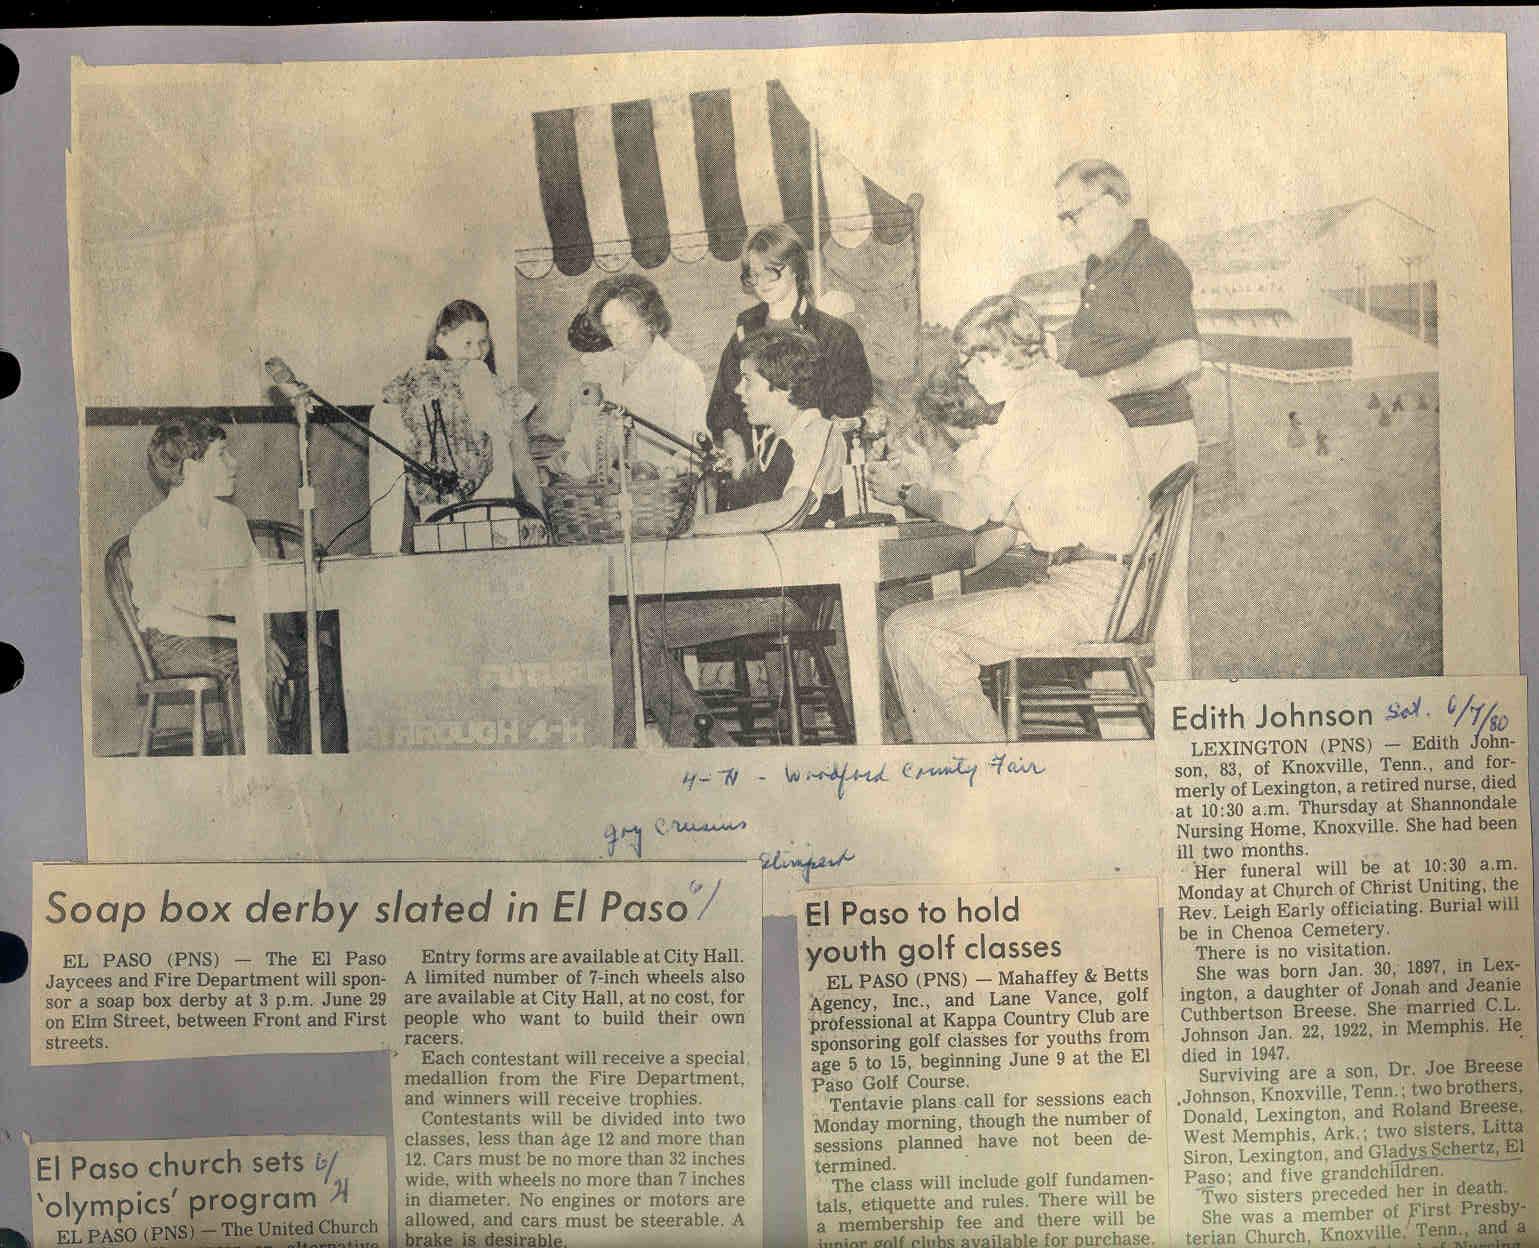 THROUGH 4-H
4-H - Woodford County Fair
Crusius
Edith Johnson Sat. 6/7/80
LEXINGTON (PNS) — Edith John-
son, 83, of Knoxville, Tenn., and for-
merly of Lexington, a retired nurse, died
at 10:30 a.m. Thursday at Shannondale
Nursing Home, Knoxville. She had been
ill two months.
Her funeral will be at 10:30 a.m.
Monday at Church of Christ Uniting, the
Rev. Leigh Early officiating. Burial will
be in Chenoa Cemetery.
There is no visitation.
She was born Jan. 30, 1897, in Lex-
ington, a daughter of Jonah and Jeanie
Cuthbertson Breese. She married C.L.
Johnson Jan. 22, 1922, in Memphis. He
died in 1947.
Surviving are a son, Dr. Joe Breese
Johnson, Knoxville, Tenn.; two brothers,
Donald, Lexington, and Roland Breese,
West Memphis, Ark.; two sisters, Litta
Siron, Lexington, and Gladys Schertz, El
Paso; and five grandchildren.
Two sisters preceded her in death.
She was a member of First Presby-
terian Church, Knoxville, Tenn., and a
Soap box derby slated in El Paso 6/
EL PASO (PNS) — The El Paso
Jaycees and Fire Department will spon-
sor a soap box derby at 3 p.m. June 29
on Elm Street, between Front and First
streets.
Entry forms are available at City Hall.
A limited number of 7-inch wheels also
are available at City Hall, at no cost, for
people who want to build their own
racers.
Each contestant will receive a special
medallion from the Fire Department,
and winners will receive trophies.
Contestants will be divided into two
classes, less than age 12 and more than
12. Cars must be no more than 32 inches
wide, with wheels no more than 7 inches
in diameter. No engines or motors are
allowed, and cars must be steerable. A
brake is desirable.
El Paso church sets 6/
'olympics' program
EL PASO (PNS) — The United Church
alternative
El Paso to hold
youth golf classes
EL PASO (PNS) — Mahaffey & Betts
Agency, Inc., and Lane Vance, golf
professional at Kappa Country Club are
sponsoring golf classes for youths from
age 5 to 15, beginning June 9 at the El
Paso Golf Course.
Tentavie plans call for sessions each
Monday morning, though the number of
sessions planned have not been de-
termined.
The class will include golf fundamen-
tals, etiquette and rules. There will be
a membership fee and there will be
junior golf clubs available for purchase.